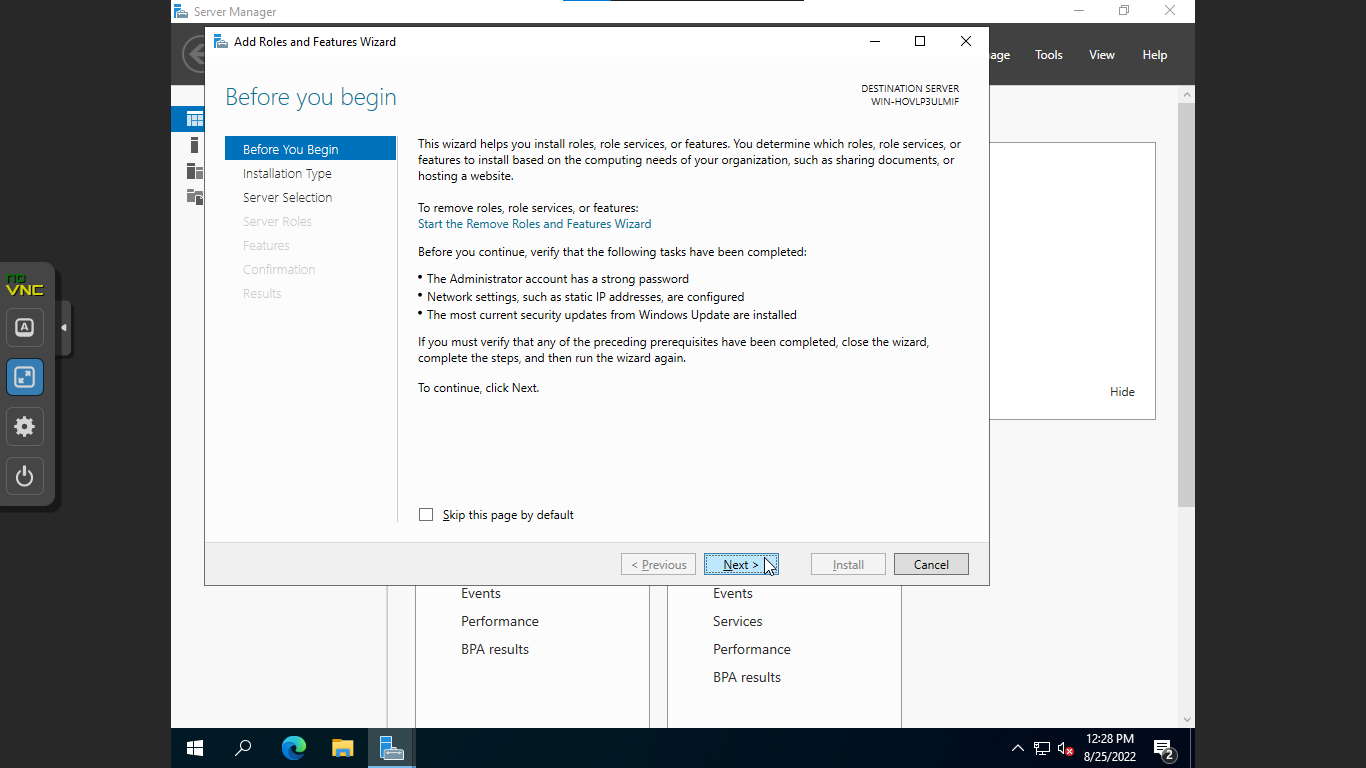 Server Manager
Add Roles and Features Wizard
age
Tools
View
Help
Before you begin
DESTINATION SERVER
WIN-HOVLP3ULMIF
Before You Begin
Installation Type
Server Selection
Server Roles
Features
Confirmation
Results
This wizard helps you install roles, role services, or features. You determine which roles, role services, or
features to install based on the computing needs of your organization, such as sharing documents, or
hosting a website.
To remove roles, role services, or features:
Start the Remove Roles and Features Wizard
Before you continue, verify that the following tasks have been completed:
• The Administrator account has a strong password
• Network settings, such as static IP addresses, are configured
• The most current security updates from Windows Update are installed
If you must verify that any of the preceding prerequisites have been completed, close the wizard,
complete the steps, and then run the wizard again.
To continue, click Next.
Skip this page by default
< Previous
Next >
Install
Cancel
Hide
Events
Performance
BPA results
Events
Services
Performance
BPA results
no
VNC
A
12:28 PM
8/25/2022
2